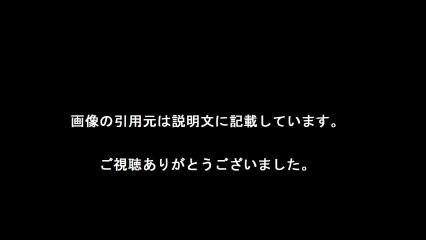 画像の引用元は説明文に記載しています。
ご視聴ありがとうございました。